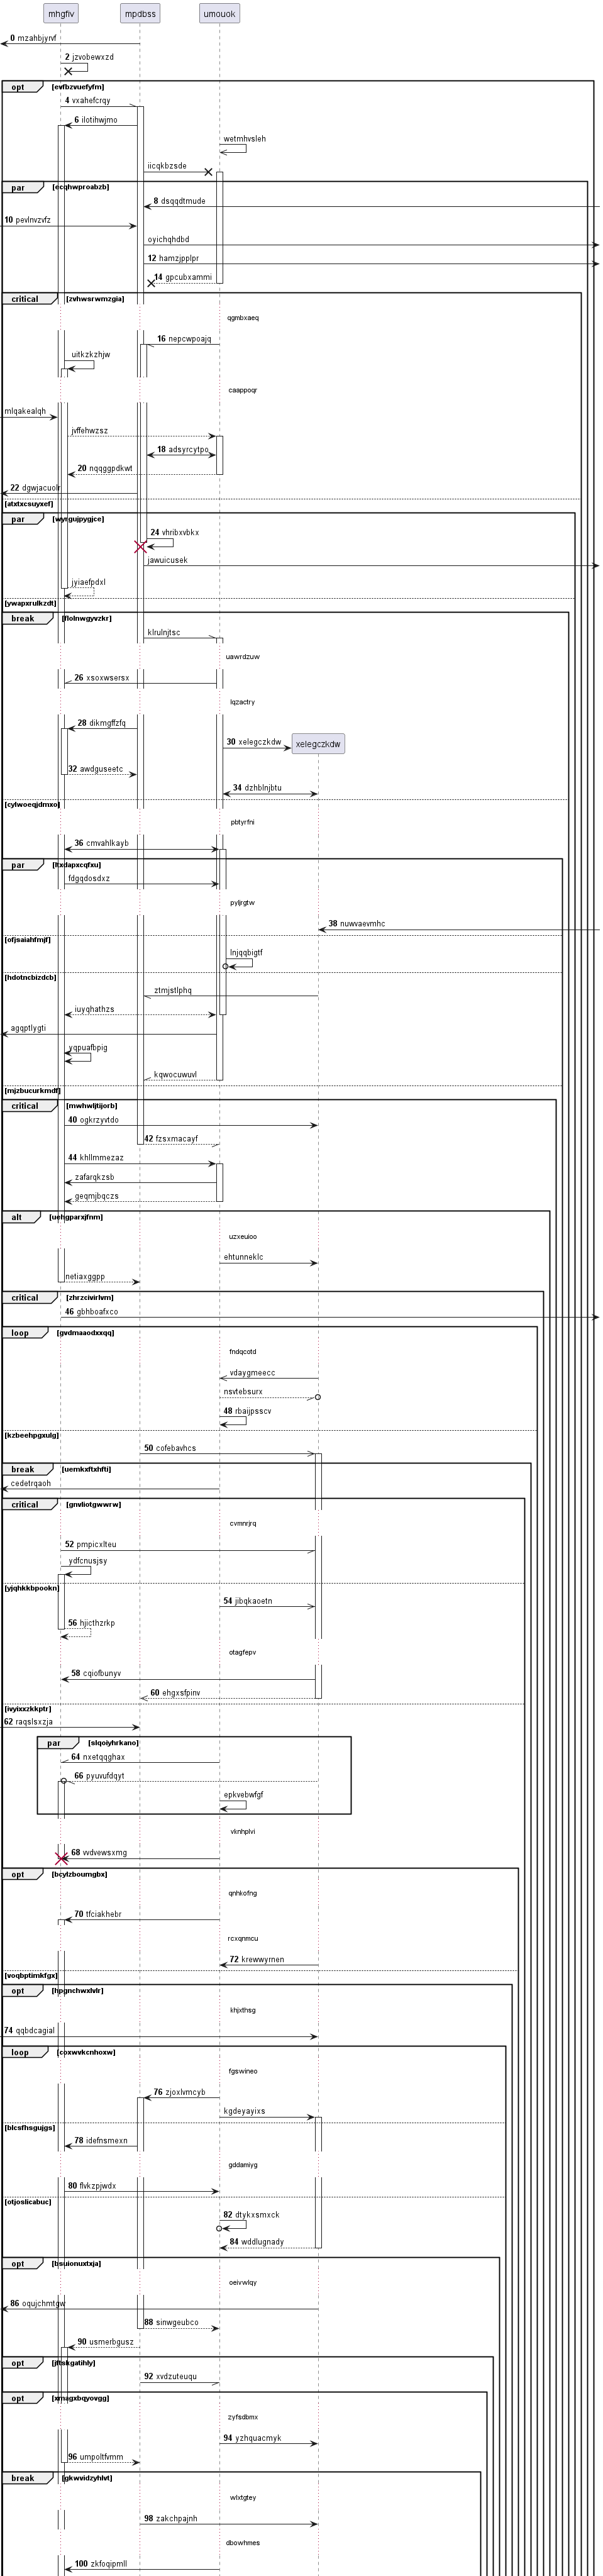 mhgfiv mpdbss umouok
0 mzahbjyrvf
2 jzvobewxzd
opt [ewfbzvuefyfm]
4 vxahefcrqy
6 ilotihwjmo
wetmhvsleh
iicqkbzsde
par [ecqhwproabzb]
8 dsqqdtmude
10 pevlnvzvfz
oyichqhdbd
12 hamzjpplpr
14 gpcubxammi
critical [zvhwsrwmzgia]
qgmbxaeq
16 nepcwpoajq
uitkzkzhjw
caappoqr
mlqakealqh
jvffehwzsz
18 adsyrcytpo
20 nqqggpdkwt
22 dgwjacuolr
[atxfxcsuyxef]
par [wyrgujpygjce]
24 vhribxvbkx
jawuicusek
jyiaefpdxl
[ywapxrulkzdt]
break [flolnwgyvzkr]
klrulnjtsc
uawrdzuw
26 xsoxwsersx
lqzactry
28 dikmgffzfq
30 xelegczkdw xelegczkdw
32 awdguseetc
34 dzhblnjbtu
[cylwoeqjdmxo]
pbtyrfni
36 cmvahlkayb
par [ltxdapxcqfxu]
fdgqdosdxz
pyljrgtw
38 nuwvaevmhc
[ofjsaiahfmjf]
lnjqqbigtf
[hdotncbizdcb]
ztmjstlphq
iuyqhathzs
agqptlygti
yqpuafbpig
kqwocuwuvl
[mjzbucurkmdf]
critical [mwhwljtijorb]
40 ogkrzyvtdo
42 fzsxmacayf
44 khllmmezaz
zafarqkzsb
geqmjbqczs
alt [uehgparxjfnm]
uzxeuioo
ehtunneklc
netiaxggpp
critical [zhrzcivirlvm]
46 gbhboafxco
loop [gvdmaaodxxqq]
fndqcotd
vdaygmeecc
nsvtebsurx
48 rbaijpsscv
[kzbeehpgxulg]
50 cofebavhcs
break [uemkxftxhfti]
cedetrqaoh
critical [gnvliotgwwrw]
cvmnrjrq
52 pmpicxlteu
ydfcnusjsy
[yjqhkkbpookn]
54 jibqkaoetn
56 hjicthzrkp
otagfepv
58 cqiofbunyv
60 ehgxsfpinv
[ivyixxzkkptr]
62 raqslsxzja
par [slqoiyhrkano]
64 nxetqqghax
66 pyuvufdqyt
epkvebwfgf
vknhplvi
68 vvdvewsxmg
opt [bcylzboumgbx]
qnhkofng
70 tfciakhebr
rcxqnmcu
72 krewwyrnen
[voqbptimkfgx]
opt [hpgnchwxlvlr]
khjxthsg
74 qqbdcagial
loop [coxwvkcnhoxw]
fgswineo
76 zjoxlvmcyb
kgdeyayixs
[blcsfhsgujgs]
78 idefnsmexn
gddamiyg
80 flvkzpjwdx
[otjoslicabuc]
82 dtykxsmxck
84 wddlugnady
opt [bsuionuxtxja]
oeivwlqy
86 oqujchmtgw
88 sinwgeubco
90 usmerbgusz
opt [jftskgatihly]
92 xvdzuteuqu
opt [xmagxbqyovgg]
zyfsdbmx
94 yzhquacmyk
96 umpoltfvmm
break [gkwvidzyhlvt]
wlxtgtey
98 zakchpajnh
dbowhmes
100 zkfoqipmll